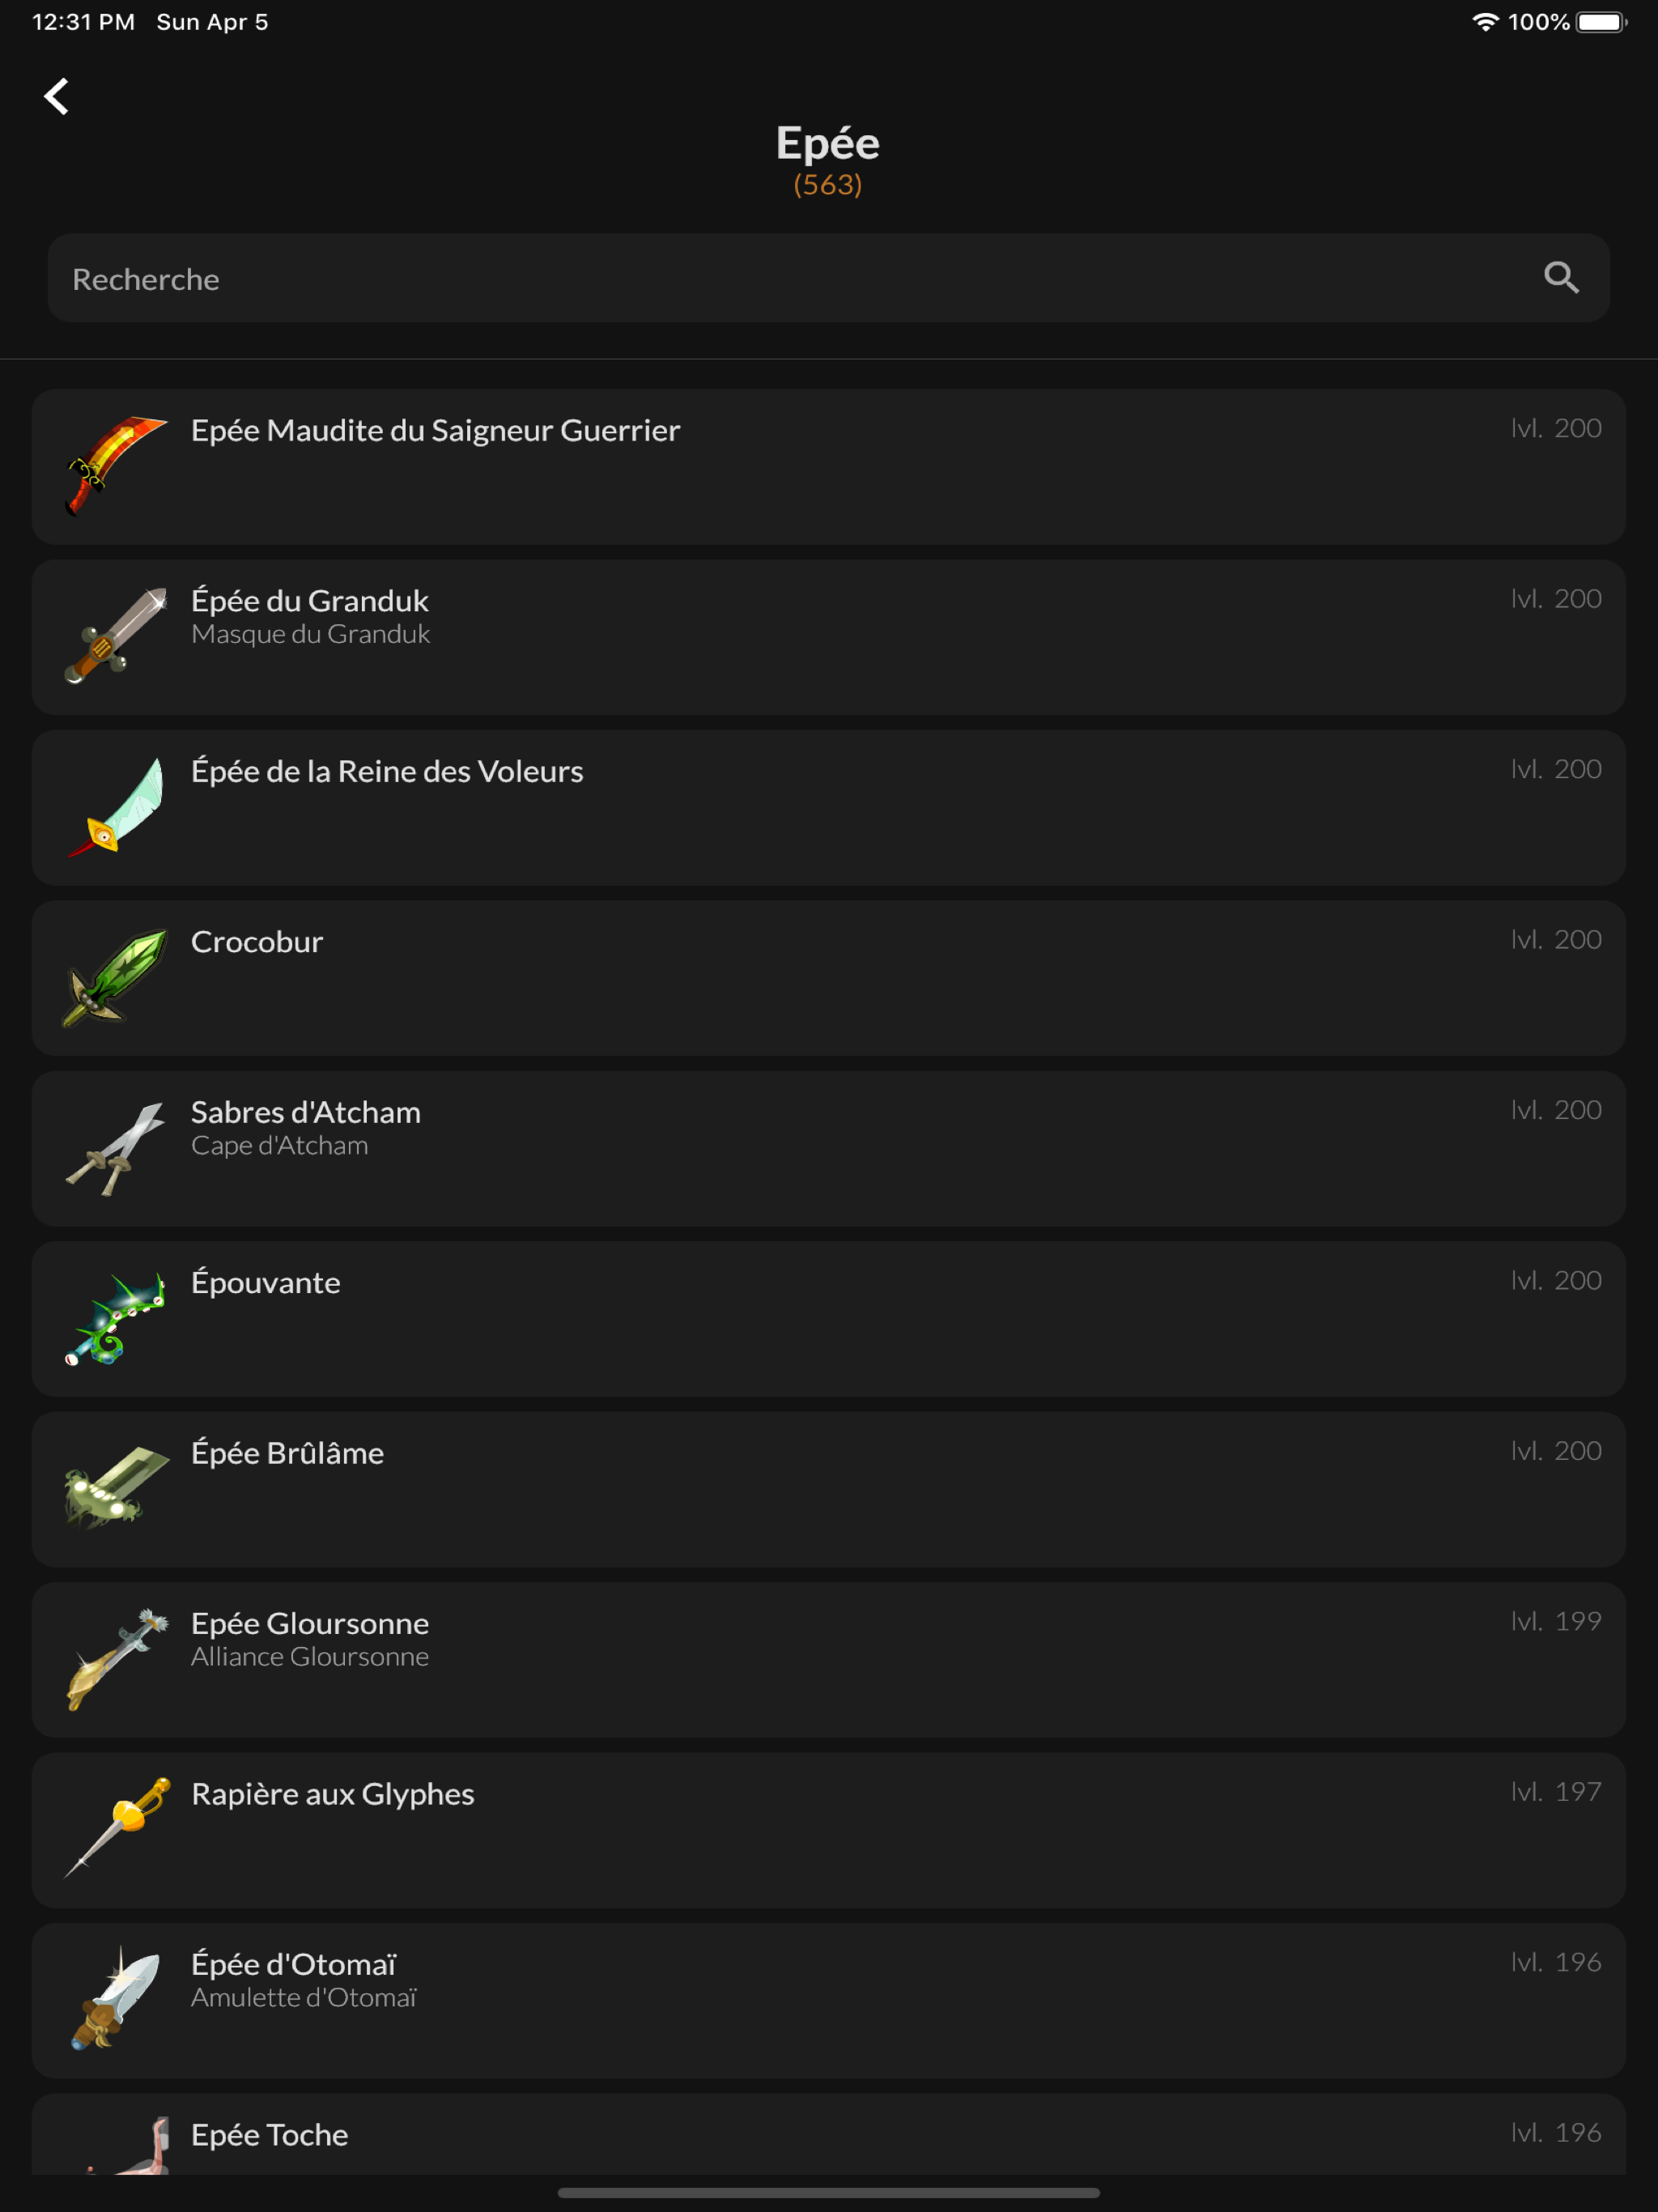 12:31 PM Sun Apr 5 100%
Epée
(563)
Recherche
Epée Maudite du Saigneur Guerrier lvl. 200
Épée du Granduk lvl. 200
Masque du Granduk
Épée de la Reine des Voleurs lvl. 200
Crocobur lvl. 200
Sabres d'Atcham lvl. 200
Cape d'Atcham
Épouvante lvl. 200
Épée Brûlâme lvl. 200
Epée Gloursonne lvl. 199
Alliance Gloursonne
Rapière aux Glyphes lvl. 197
Épée d'Otomaï lvl. 196
Amulette d'Otomaï
Epée Toche lvl. 196